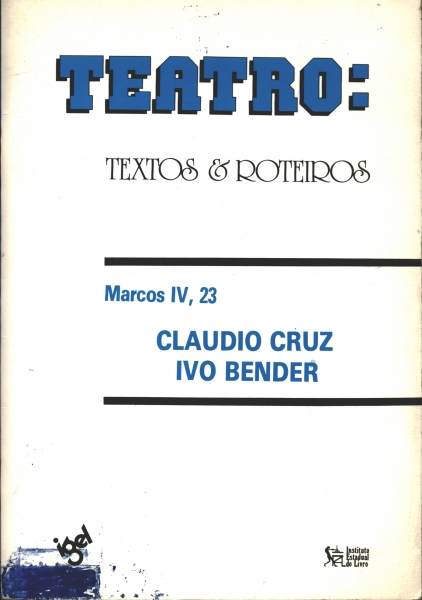 TEATRO:
TEXTOS & ROTEIROS
Marcos IV, 23
CLAUDIO CRUZ
IVO BENDER
igel
Instituto
Estadual
do Livro